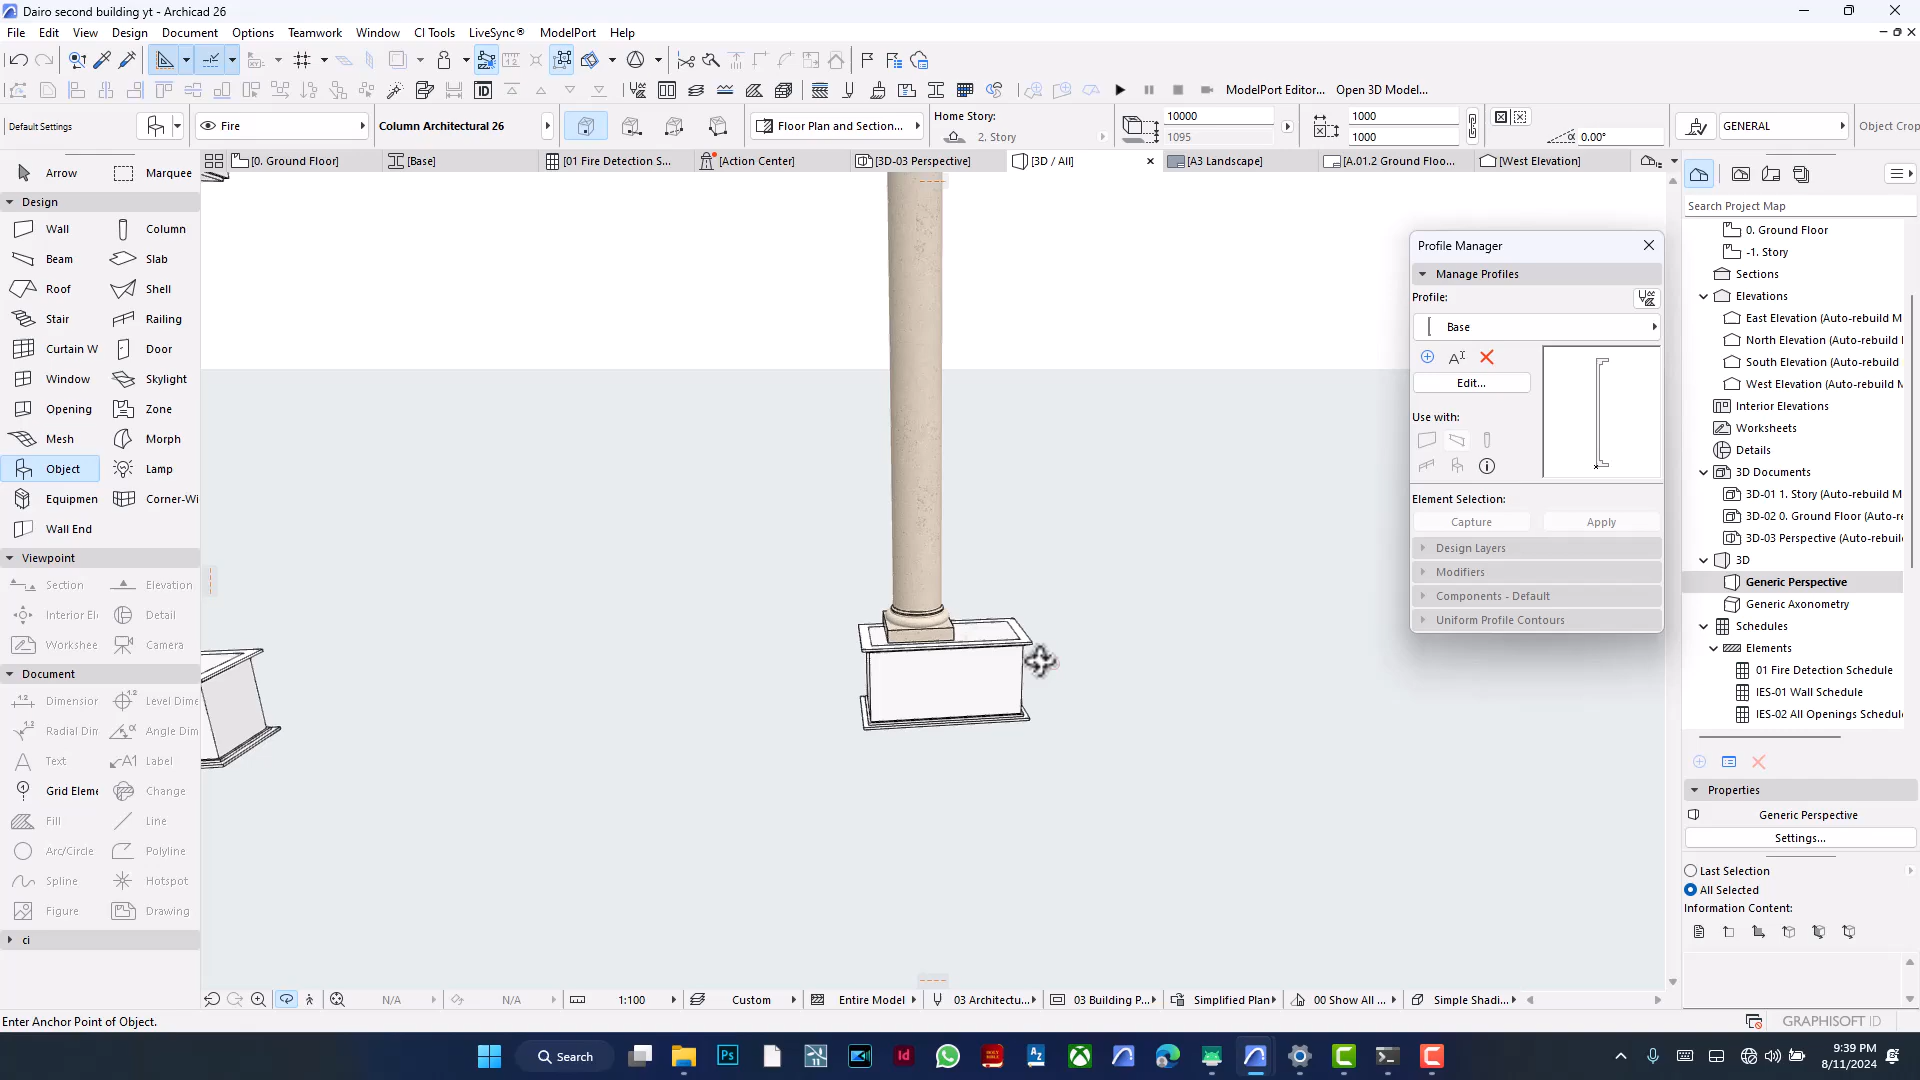 Dairo second building yt - Archicad 26
File Edit View Design Document Options Teamwork Window CI Tools LiveSync® ModelPort Help
ModelPort Editor... Open 3D Model...
Default Settings
Fire
Column Architectural 26
Floor Plan and Section...
Home Story:
2. Story
10000
1095
1000
1000
0.00°
GENERAL
Object Crop
[0. Ground Floor] [Base] [01 Fire Detection S... [Action Center] [3D-03 Perspective] [3D / All] [A3 Landscape] [A.01.2 Ground Floo... [West Elevation]
Arrow Marquee
Design
Wall Column
Beam Slab
Roof Shell
Stair Railing
Curtain W Door
Window Skylight
Opening Zone
Mesh Morph
Object Lamp
Equipmen Corner-Wi
Wall End
Viewpoint
Section Elevation
Interior El Detail
Workshee Camera
Document
Dimension Level Dime
Radial Dim Angle Dim
Text Label
Grid Eleme Change
Fill Line
Arc/Circle Polyline
Spline Hotspot
Figure Drawing
ci
Profile Manager
Manage Profiles
Profile:
Base
Edit...
Use with:
Element Selection:
Capture Apply
Design Layers
Modifiers
Components - Default
Uniform Profile Contours
Search Project Map
0. Ground Floor
-1. Story
Sections
Elevations
East Elevation (Auto-rebuild M
North Elevation (Auto-rebuild
South Elevation (Auto-rebuild
West Elevation (Auto-rebuild M
Interior Elevations
Worksheets
Details
3D Documents
3D-01 1. Story (Auto-rebuild M
3D-02 0. Ground Floor (Auto-re
3D-03 Perspective (Auto-rebuil
3D
Generic Perspective
Generic Axonometry
Schedules
Elements
01 Fire Detection Schedule
IES-01 Wall Schedule
IES-02 All Openings Schedul
Properties
Generic Perspective
Settings...
Last Selection
All Selected
Information Content:
N/A N/A 1:100 Custom Entire Model 03 Architectu... 03 Building P... Simplified Plan 00 Show All ... Simple Shadi...
Enter Anchor Point of Object.
GRAPHISOFT ID
Search
9:39 PM
8/11/2024